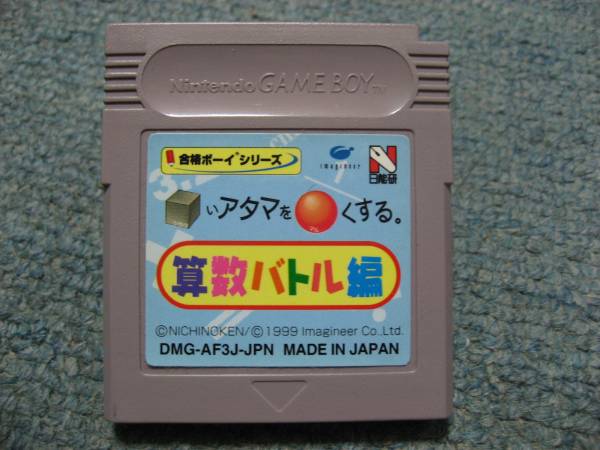 Nintendo GAME BOY TM
合格ボーイシリーズ
imagineer
N
日能研
いアタマを くする。
算数バトル編
©NICHINOKEN/©1999 Imagineer Co.,Ltd.
DMG-AF3J-JPN MADE IN JAPAN